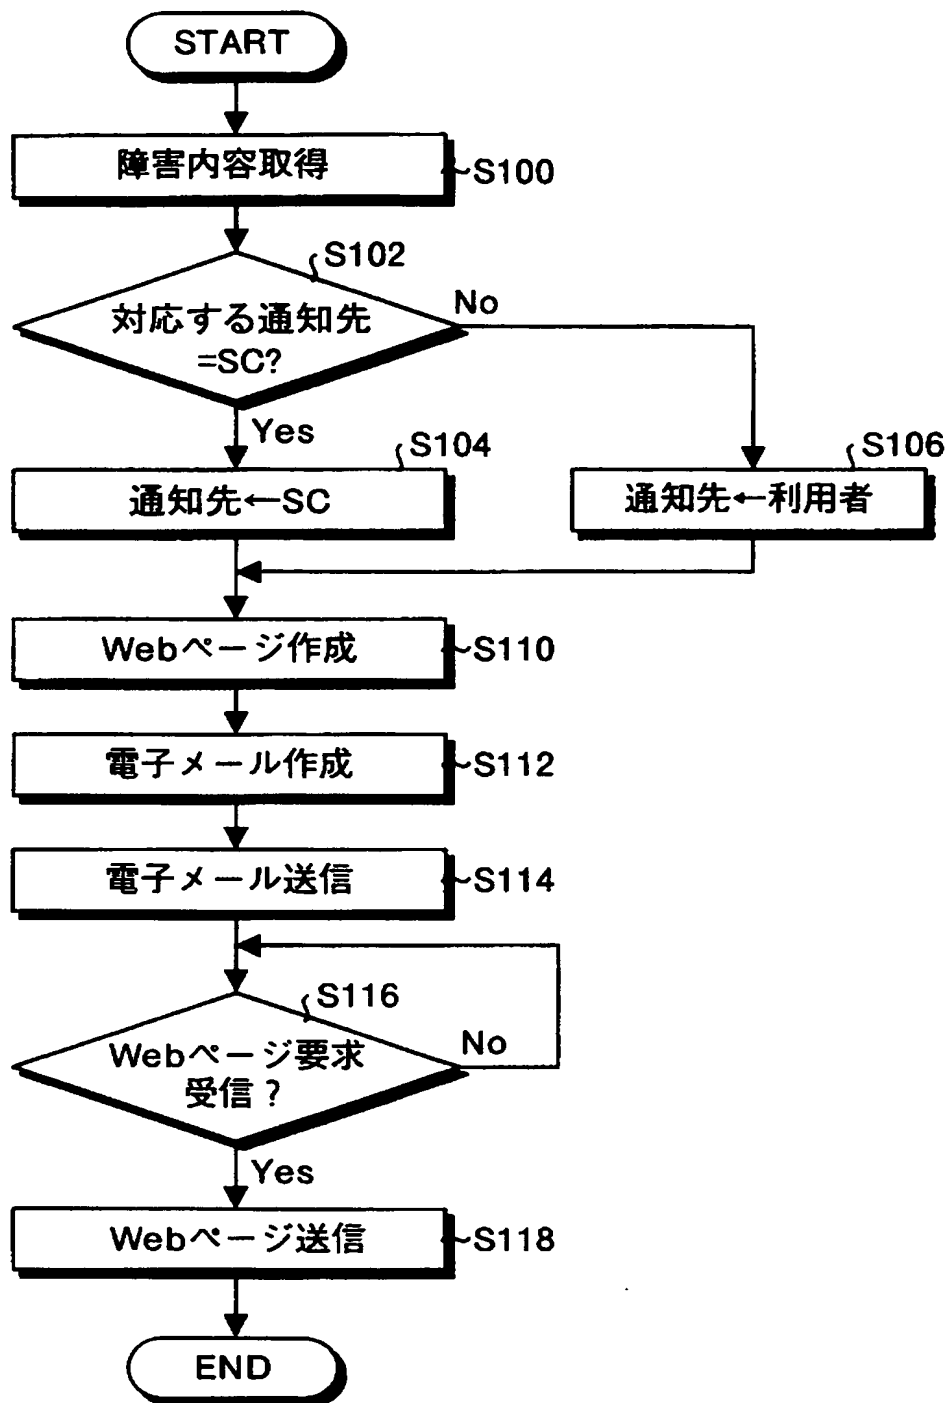 START
障害内容取得
S100
S102
対応する通知先
=SC?
No
Yes
S104
通知先←SC
S106
通知先←利用者
Webページ作成
S110
電子メール作成
S112
電子メール送信
S114
S116
Webページ要求
受信？
No
Yes
Webページ送信
S118
END